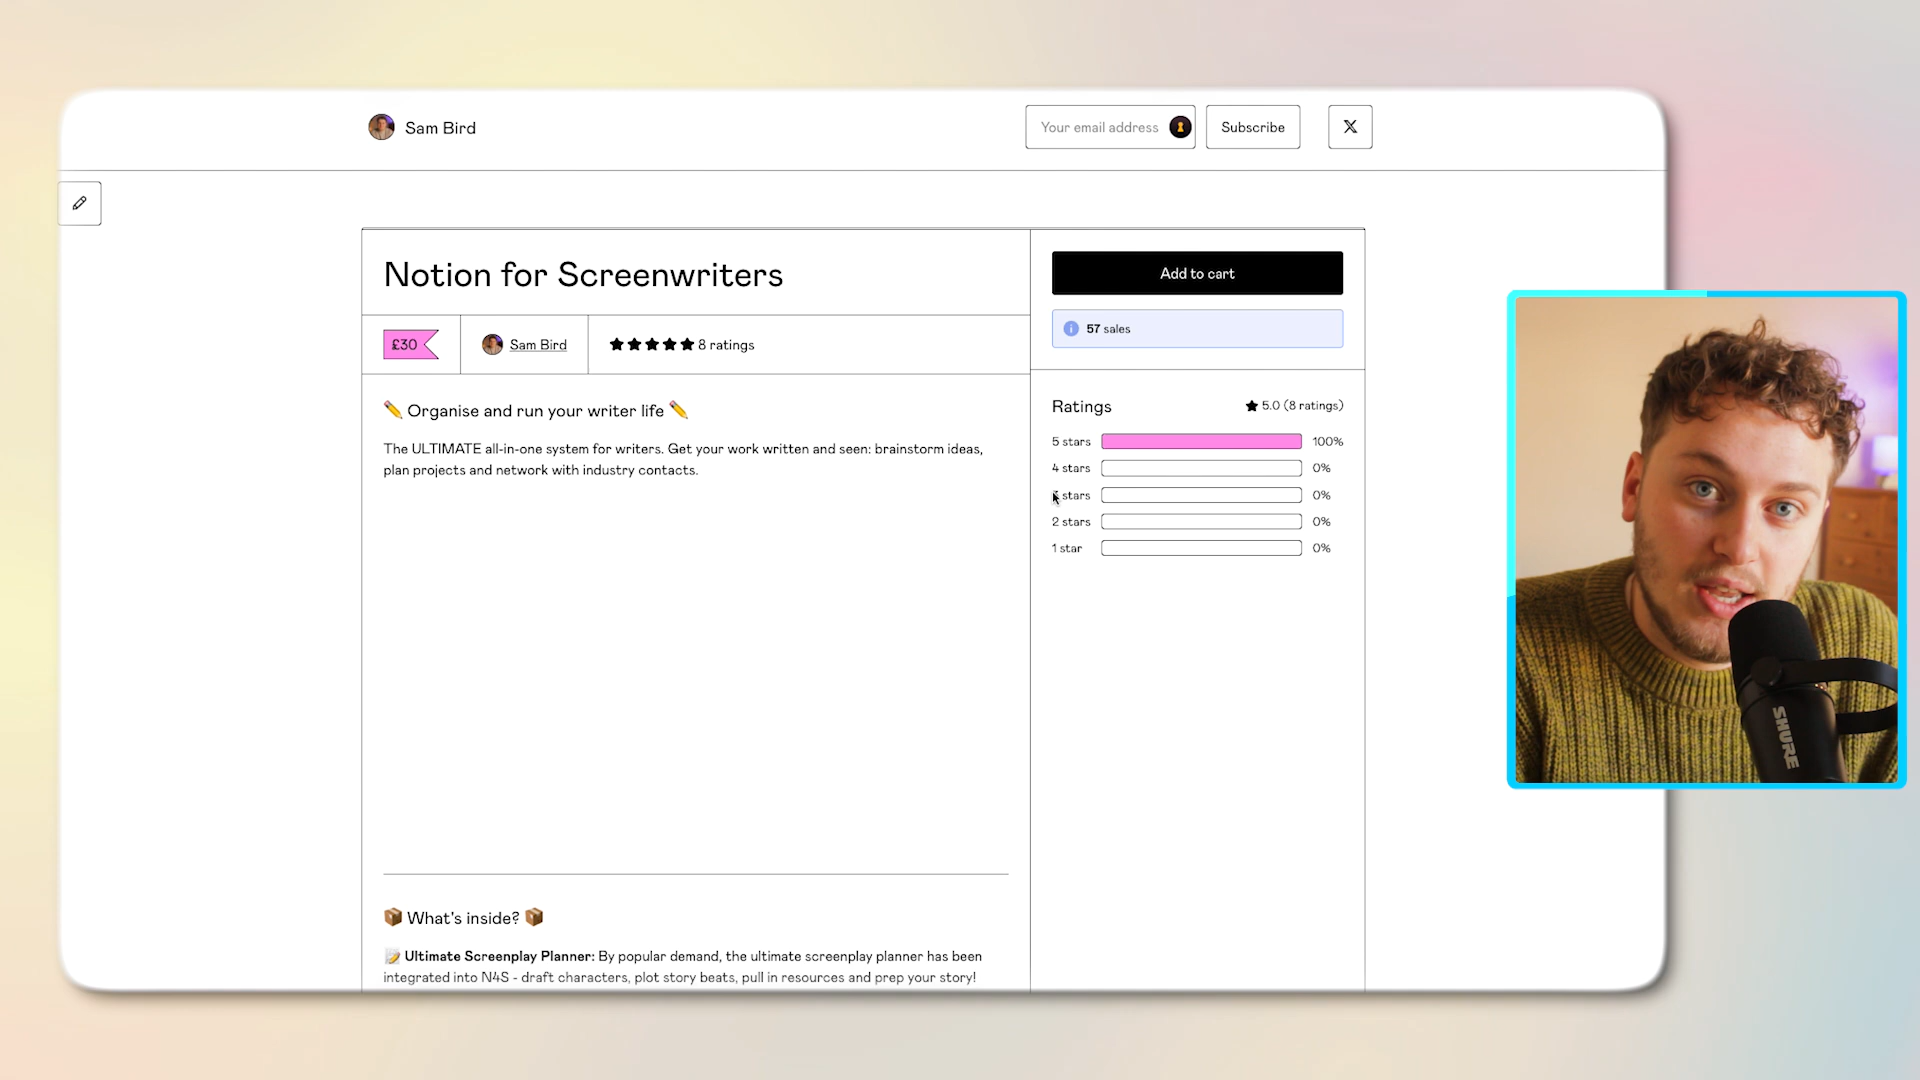 Sam Bird
Your email address
Subscribe
Notion for Screenwriters
£30
Sam Bird
8 ratings
✏️ Organise and run your writer life ✏️
The ULTIMATE all-in-one system for writers. Get your work written and seen: brainstorm ideas,
plan projects and network with industry contacts.
📦 What's inside? 📦
📝 Ultimate Screenplay Planner: By popular demand, the ultimate screenplay planner has been
integrated into N4S - draft characters, plot story beats, pull in resources and prep your story!
Add to cart
57 sales
Ratings
★ 5.0 (8 ratings)
5 stars 100%
4 stars 0%
stars 0%
2 stars 0%
1 star 0%
SHURE